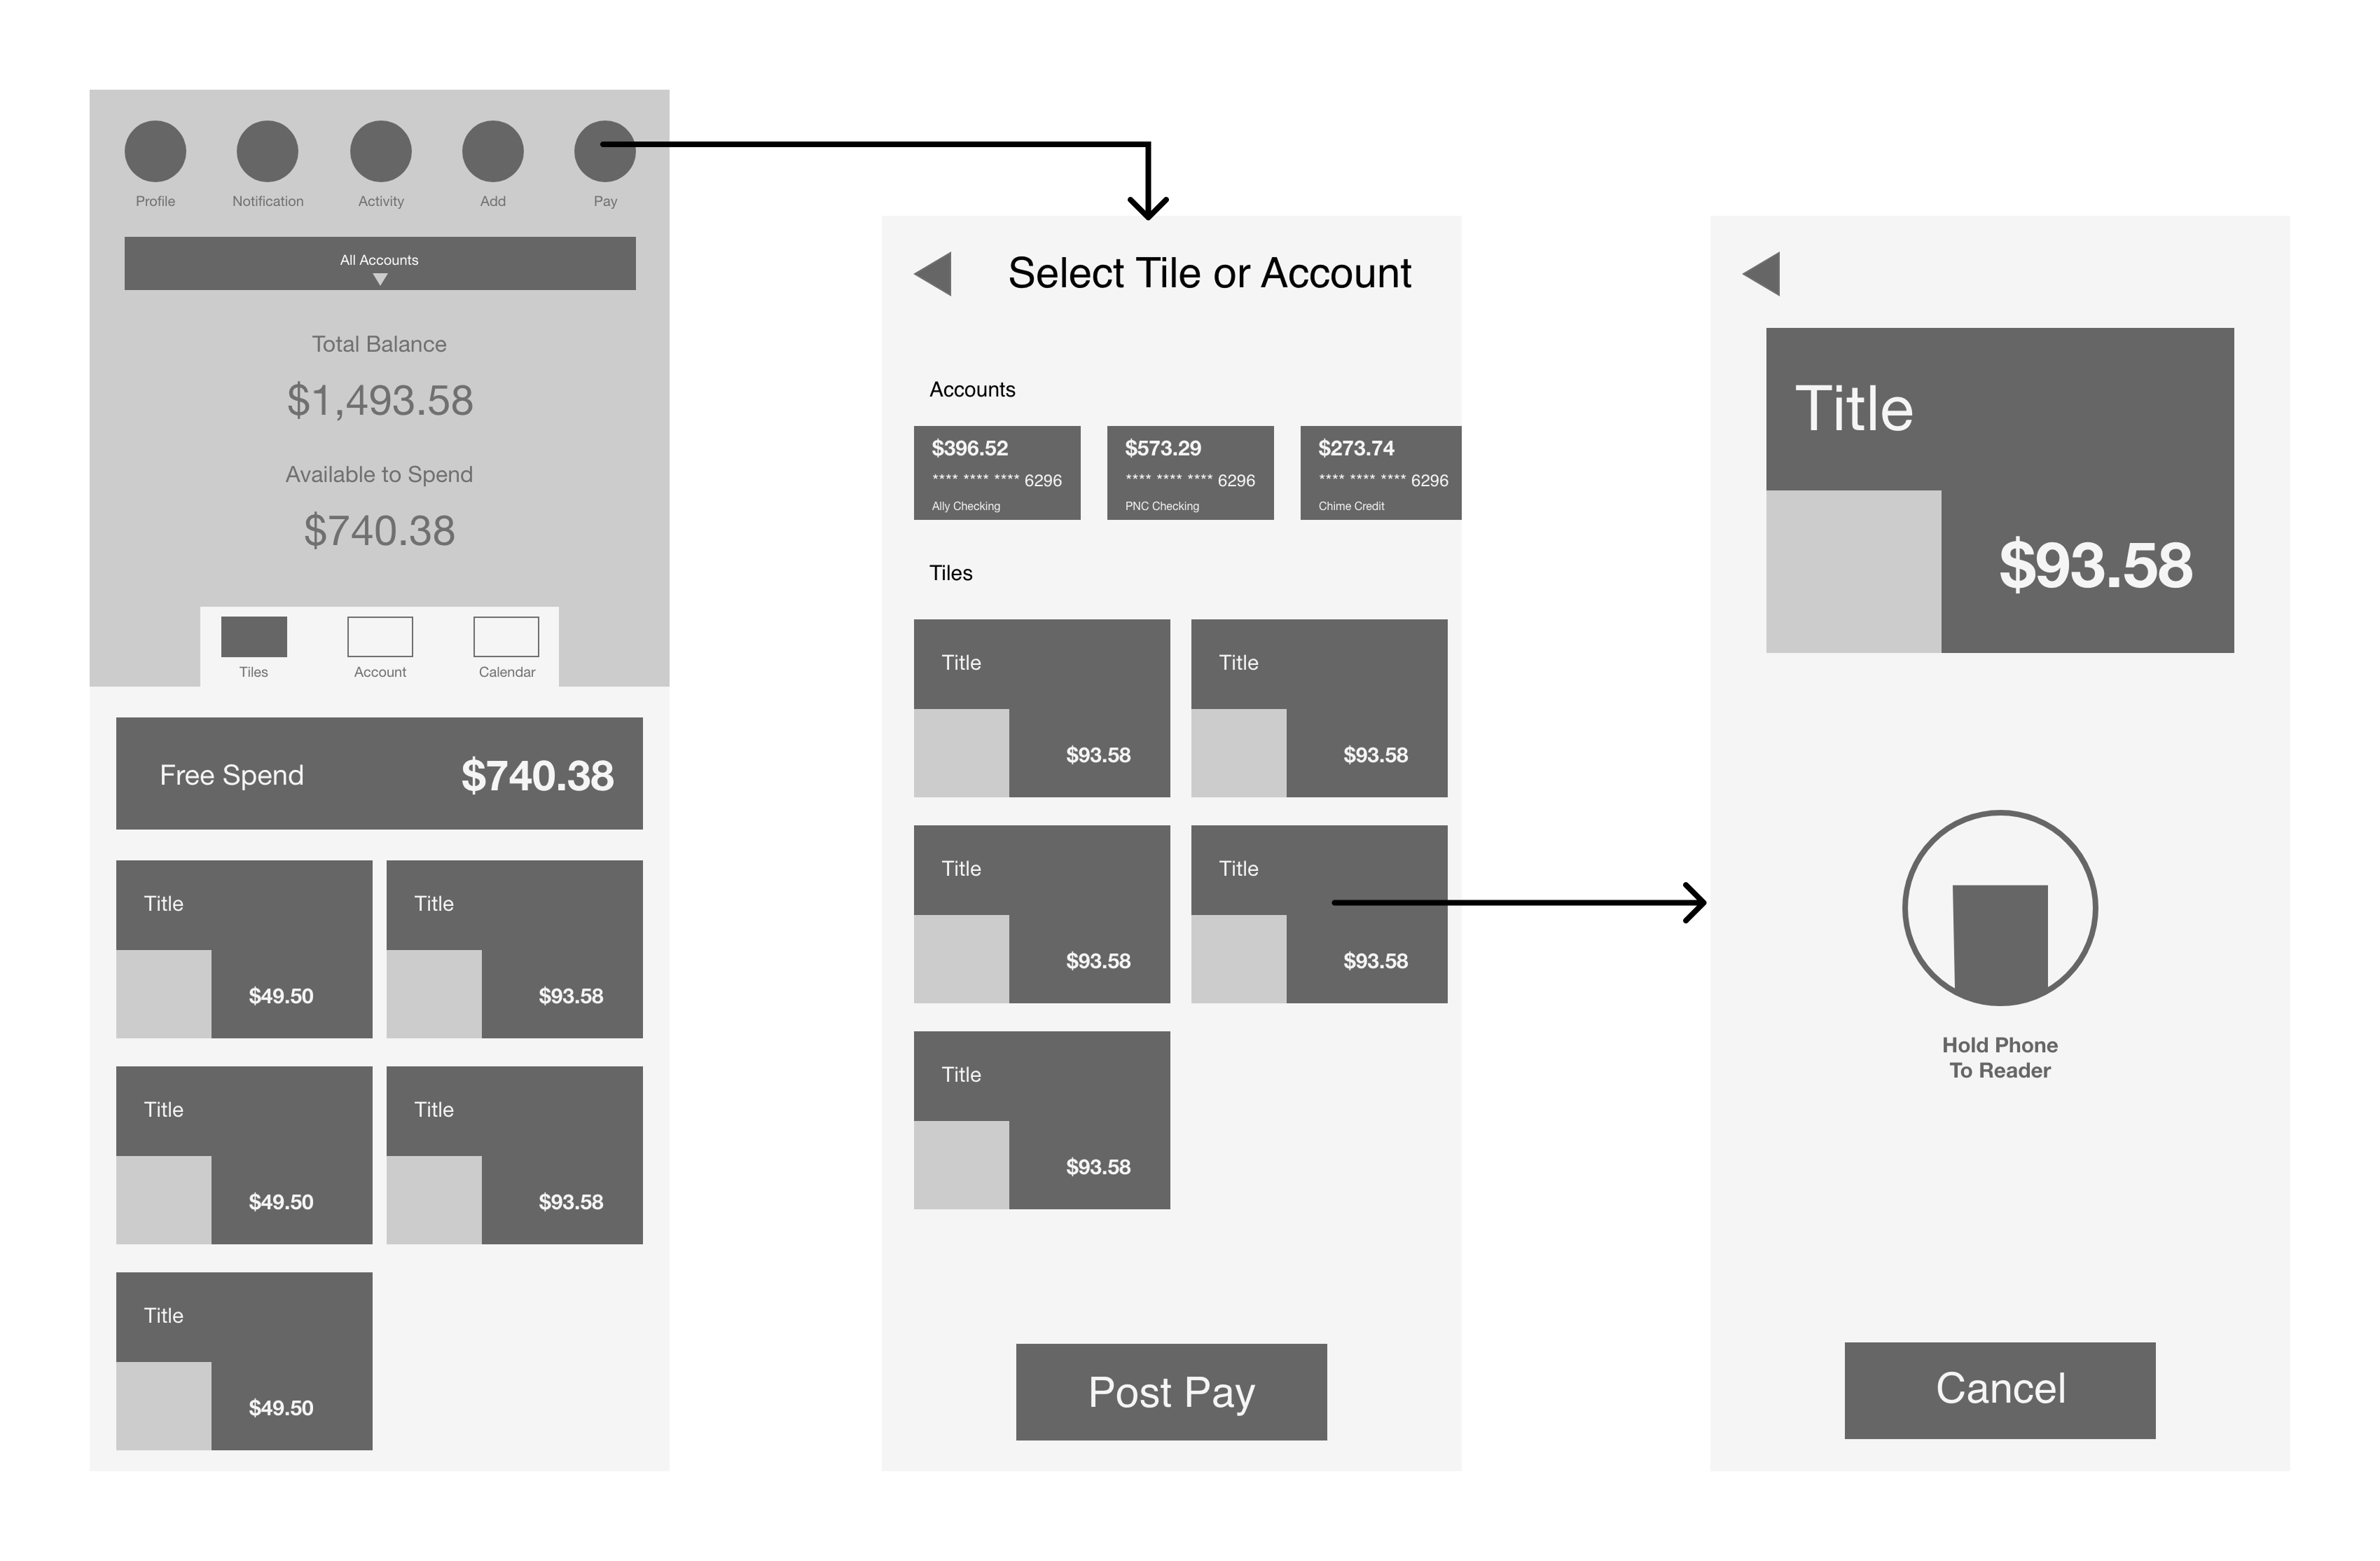 Profile
Notification
Activity
Add
Pay
All Accounts
Total Balance
$1,493.58
Available to Spend
$740.38
Tiles
Account
Calendar
Free Spend
$740.38
Title
$49.50
Title
$93.58
Title
$49.50
Title
$93.58
Title
$49.50
Select Tile or Account
Accounts
$396.52
**** **** **** 6296
Ally Checking
$573.29
**** **** **** 6296
PNC Checking
$273.74
**** **** **** 6296
Chime Credit
Tiles
Title
$93.58
Title
$93.58
Title
$93.58
Title
$93.58
Title
$93.58
Post Pay
Title
$93.58
Hold Phone
To Reader
Cancel